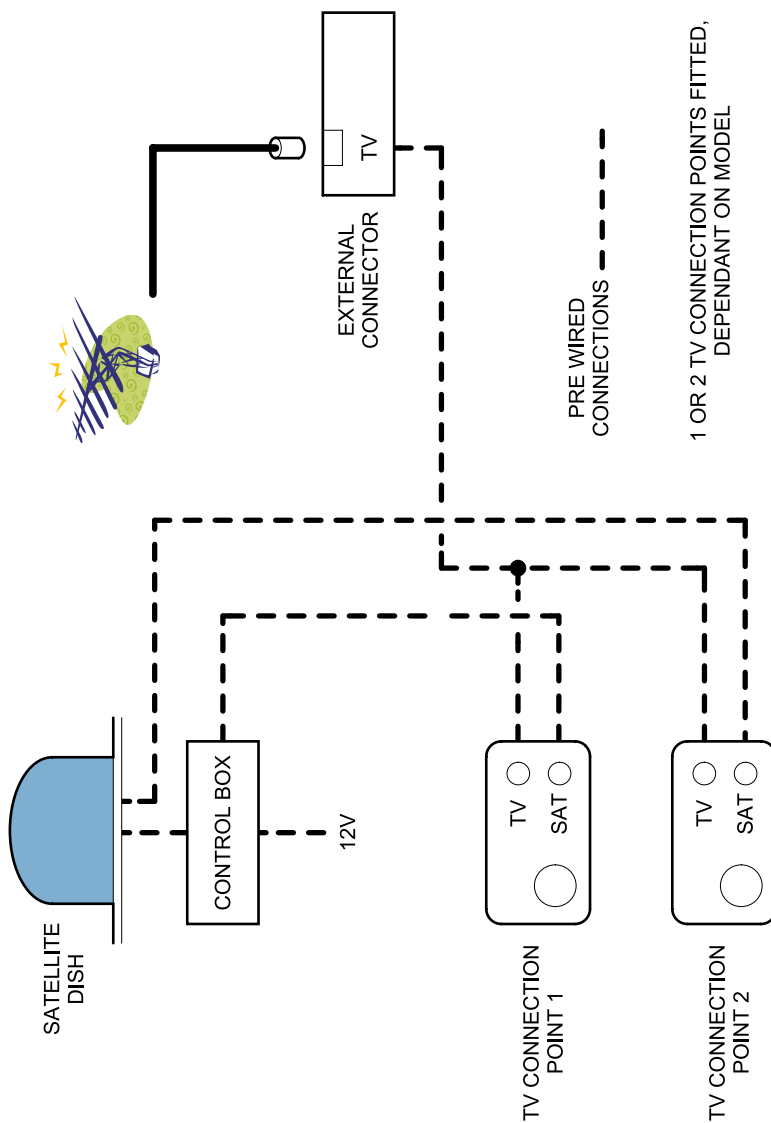 SATELLITE
DISH
CONTROL BOX
12V
TV CONNECTION
POINT 1
TV
SAT
TV CONNECTION
POINT 2
TV
SAT
EXTERNAL
CONNECTOR
TV
PRE WIRED
CONNECTIONS
1 OR 2 TV CONNECTION POINTS FITTED,
DEPENDANT ON MODEL